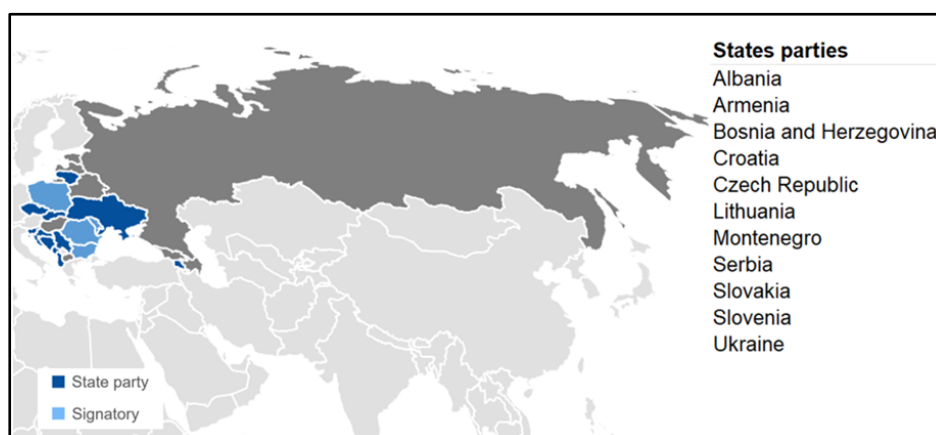 States parties
Albania
Armenia
Bosnia and Herzegovina
Croatia
Czech Republic
Lithuania
Montenegro
Serbia
Slovakia
Slovenia
Ukraine
State party
Signatory